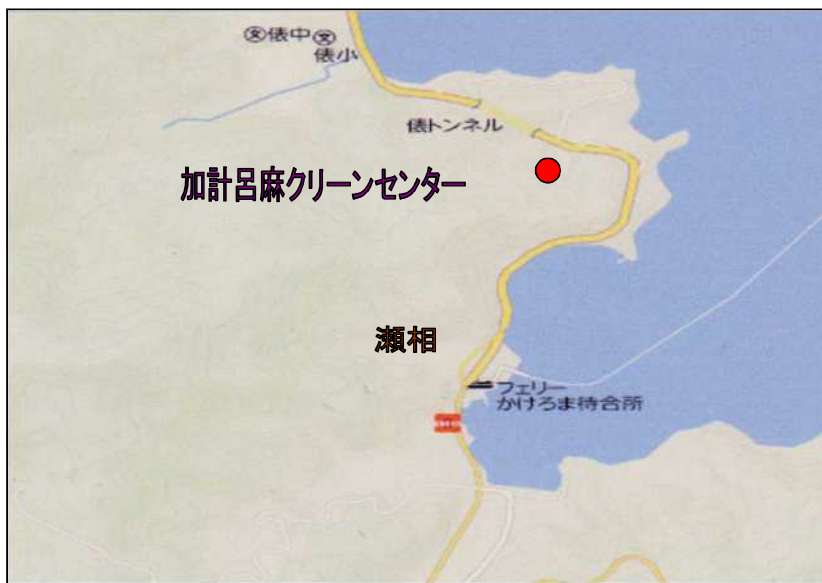 俵中
俵小
俵トンネル
加計呂麻クリーンセンター
瀬相
フェリー
かけろま待合所